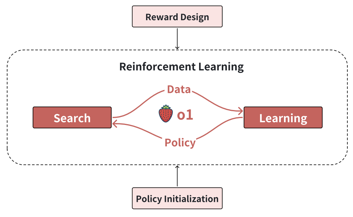 Reward Design
Reinforcement Learning
Data
Search
o1
Learning
Policy
Policy Initialization